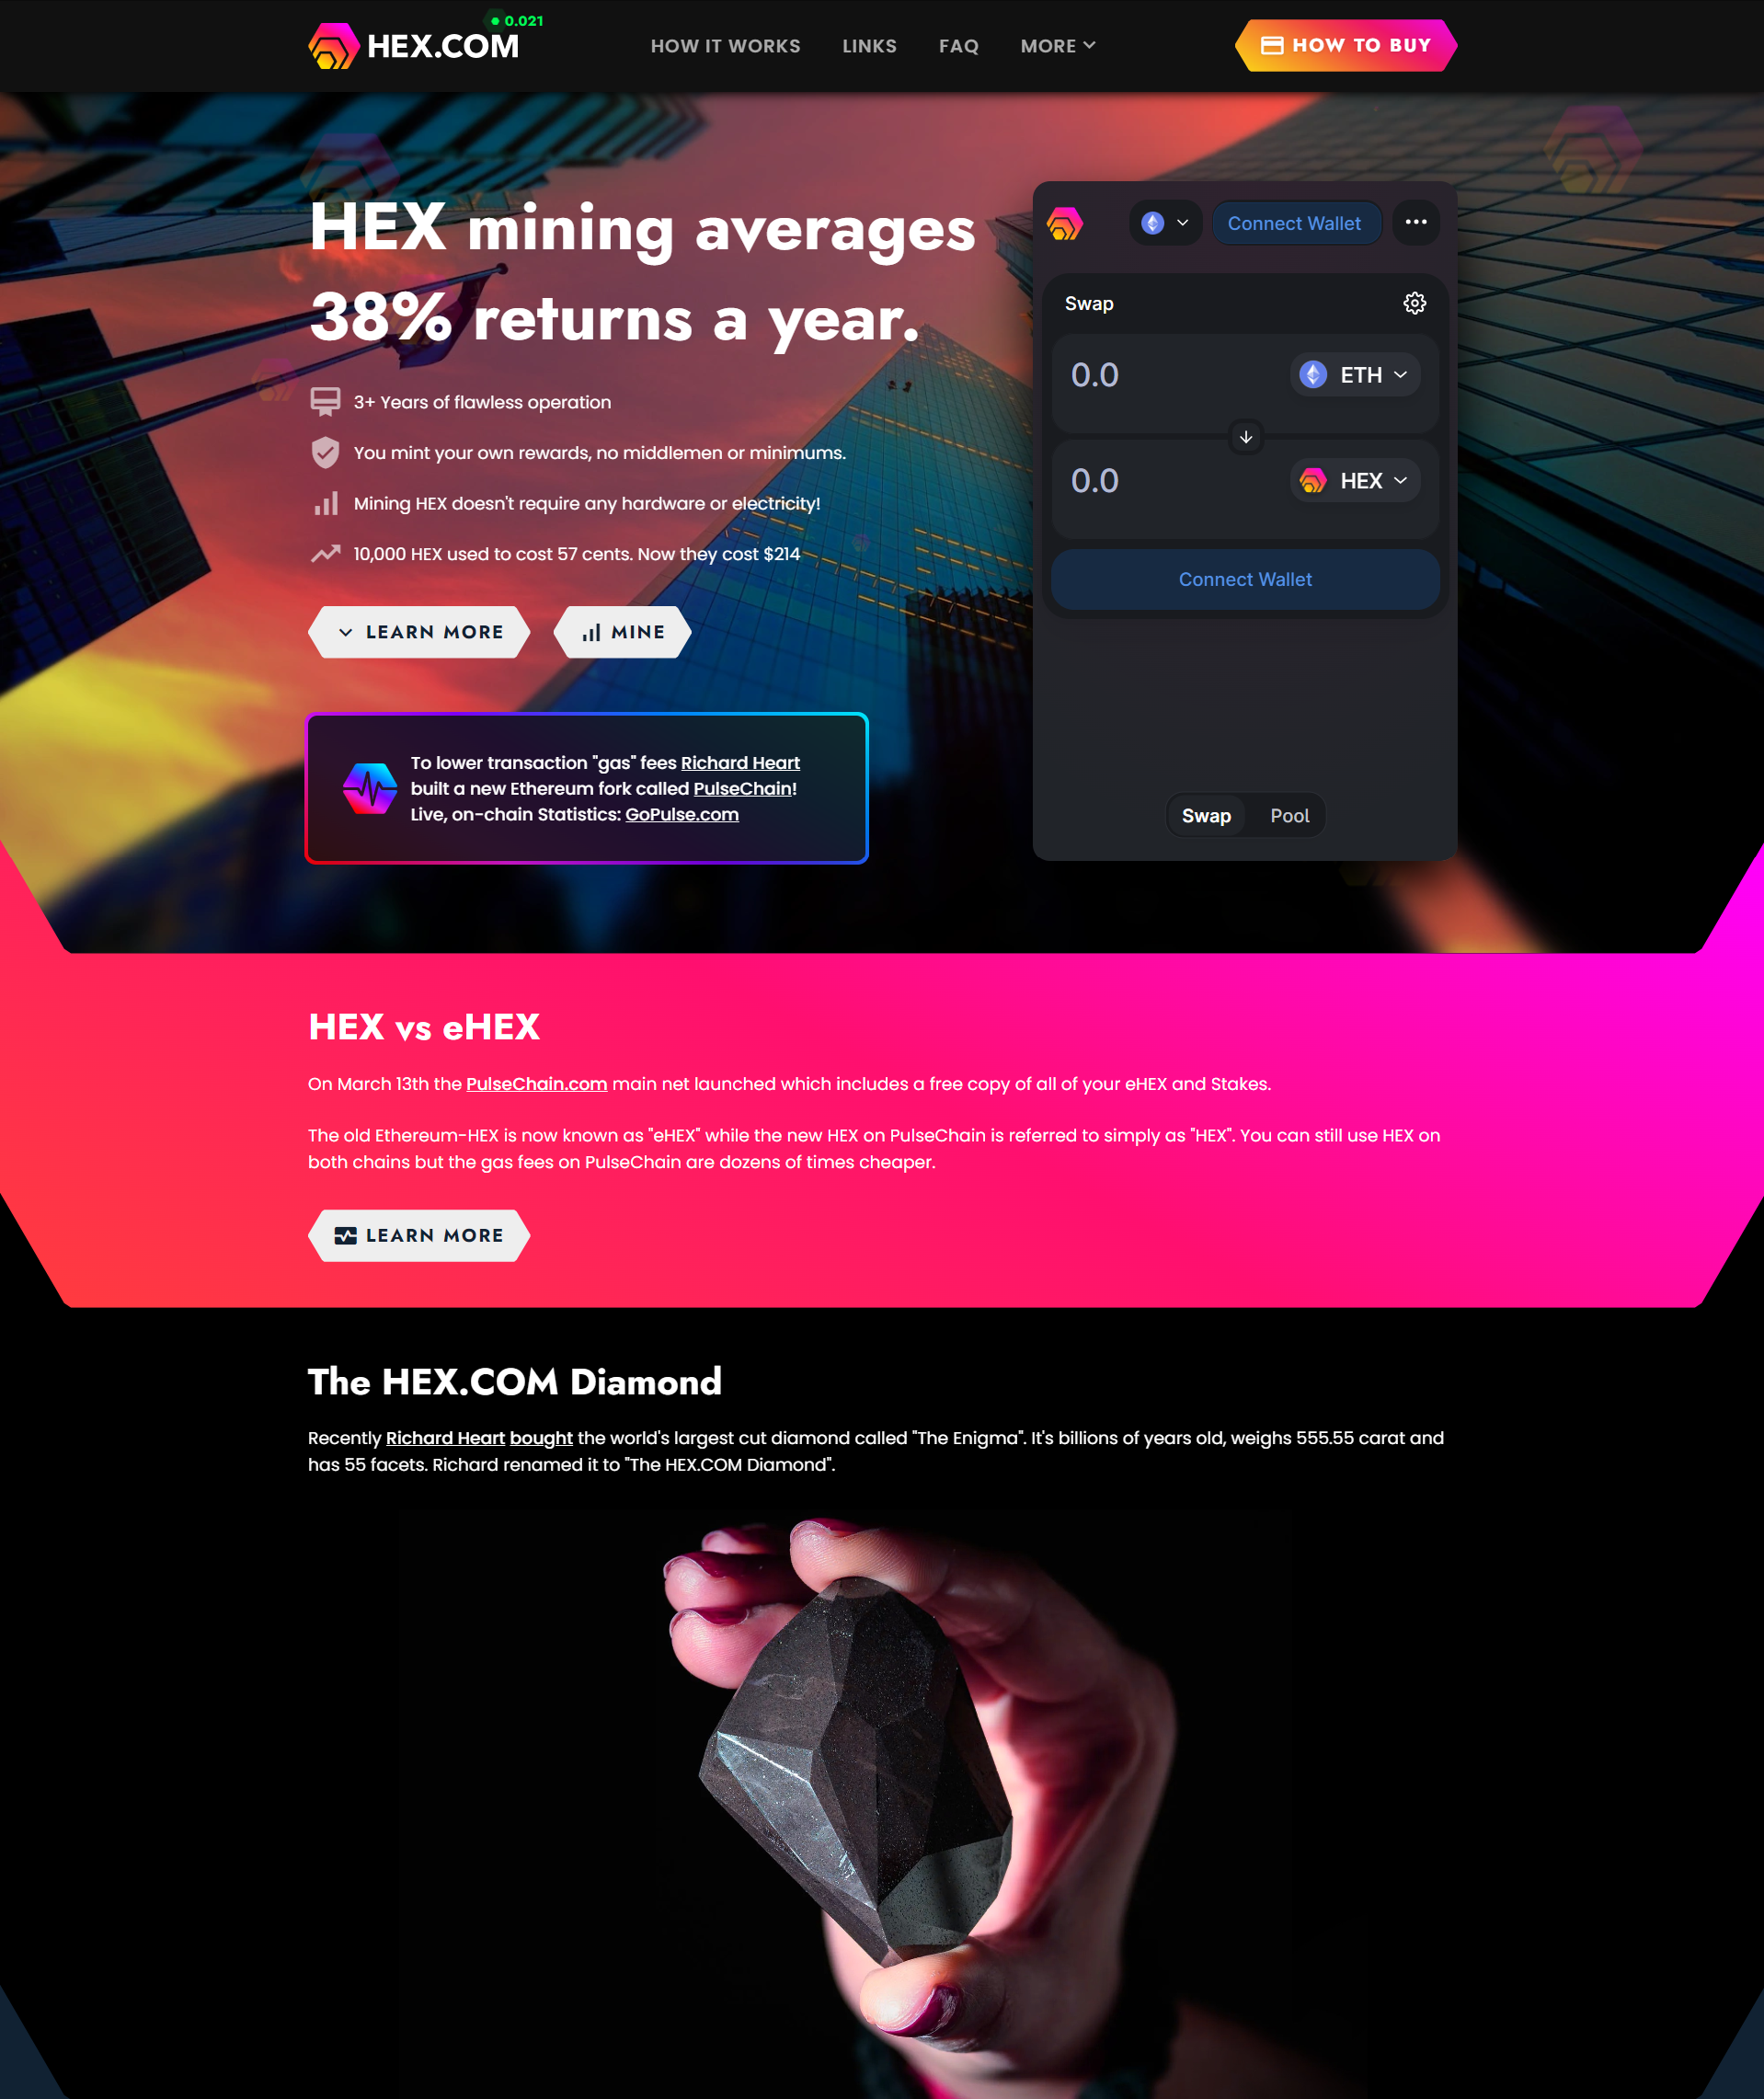 HEX.COM
0.021
HOW IT WORKS
LINKS
FAQ
MORE
HOW TO BUY
HEX mining averages
38% returns a year.
3+ Years of flawless operation
You mint your own rewards, no middlemen or minimums.
Mining HEX doesn't require any hardware or electricity!
10,000 HEX used to cost 57 cents. Now they cost $214
LEARN MORE
MINE
To lower transaction "gas" fees Richard Heart
built a new Ethereum fork called PulseChain!
Live, on-chain Statistics: GoPulse.com
Connect Wallet
Swap
0.0
ETH
0.0
HEX
Connect Wallet
Swap
Pool
HEX vs eHEX
On March 13th the PulseChain.com main net launched which includes a free copy of all of your eHEX and Stakes.
The old Ethereum-HEX is now known as "eHEX" while the new HEX on PulseChain is referred to simply as "HEX". You can still use HEX on
both chains but the gas fees on PulseChain are dozens of times cheaper.
LEARN MORE
The HEX.COM Diamond
Recently Richard Heart bought the world's largest cut diamond called "The Enigma". It's billions of years old, weighs 555.55 carat and
has 55 facets. Richard renamed it to "The HEX.COM Diamond".